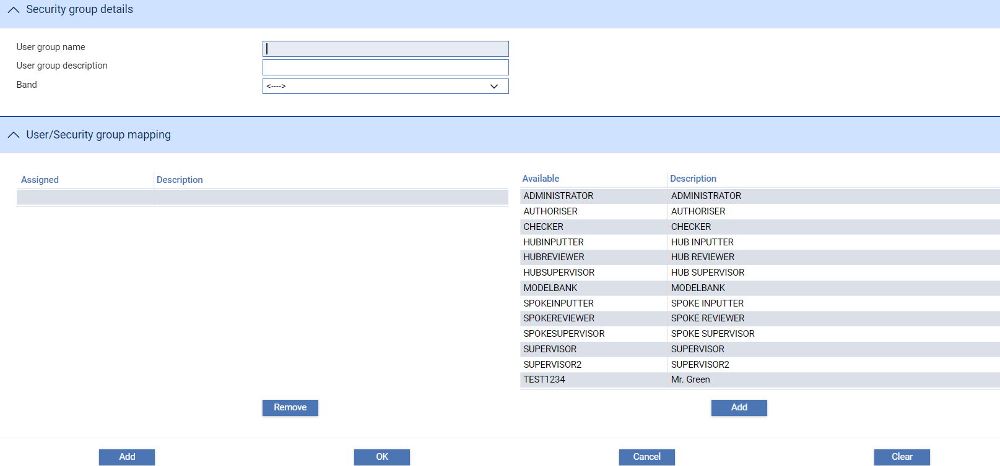 Security group details
User group name
User group description
Band
<---->
User/Security group mapping
Assigned Description
Available Description
ADMINISTRATOR ADMINISTRATOR
AUTHORISER AUTHORISER
CHECKER CHECKER
HUBINPUTTER HUB INPUTTER
HUBREVIEWER HUB REVIEWER
HUBSUPERVISOR HUB SUPERVISOR
MODELBANK MODELBANK
SPOKEINPUTTER SPOKE INPUTTER
SPOKEREVIEWER SPOKE REVIEWER
SPOKESUPERVISOR SPOKE SUPERVISOR
SUPERVISOR SUPERVISOR
SUPERVISOR2 SUPERVISOR2
TEST1234 Mr. Green
Remove Add
Add OK Cancel Clear